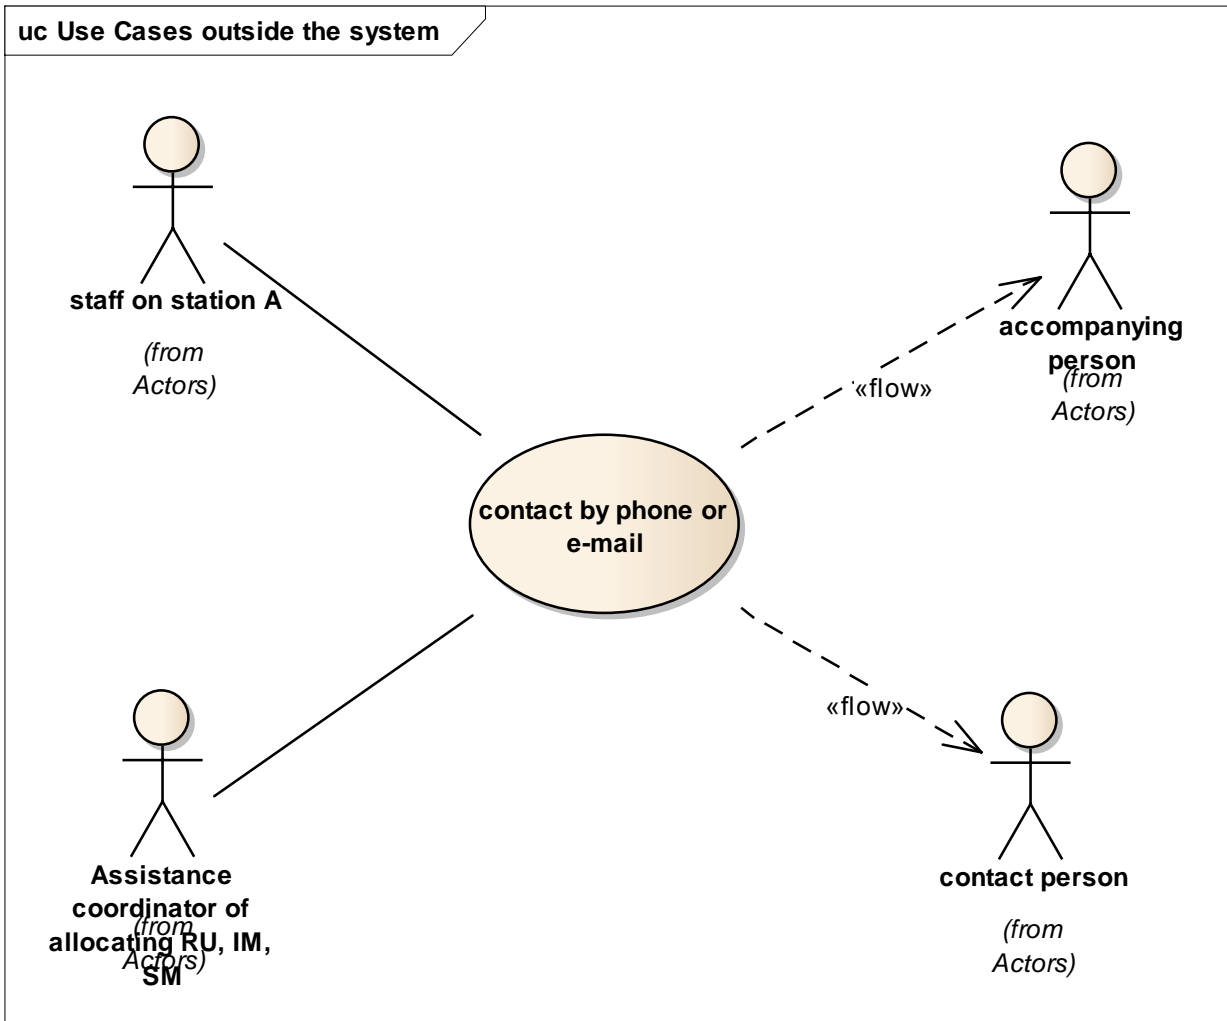 uc Use Cases outside the system
staff on station A
(from
Actors)
accompanying
person
(from
Actors)
«flow»
contact by phone or
e-mail
«flow»
Assistance
coordinator of
allocating RU, IM,
SM
(from
Actors)
contact person
(from
Actors)